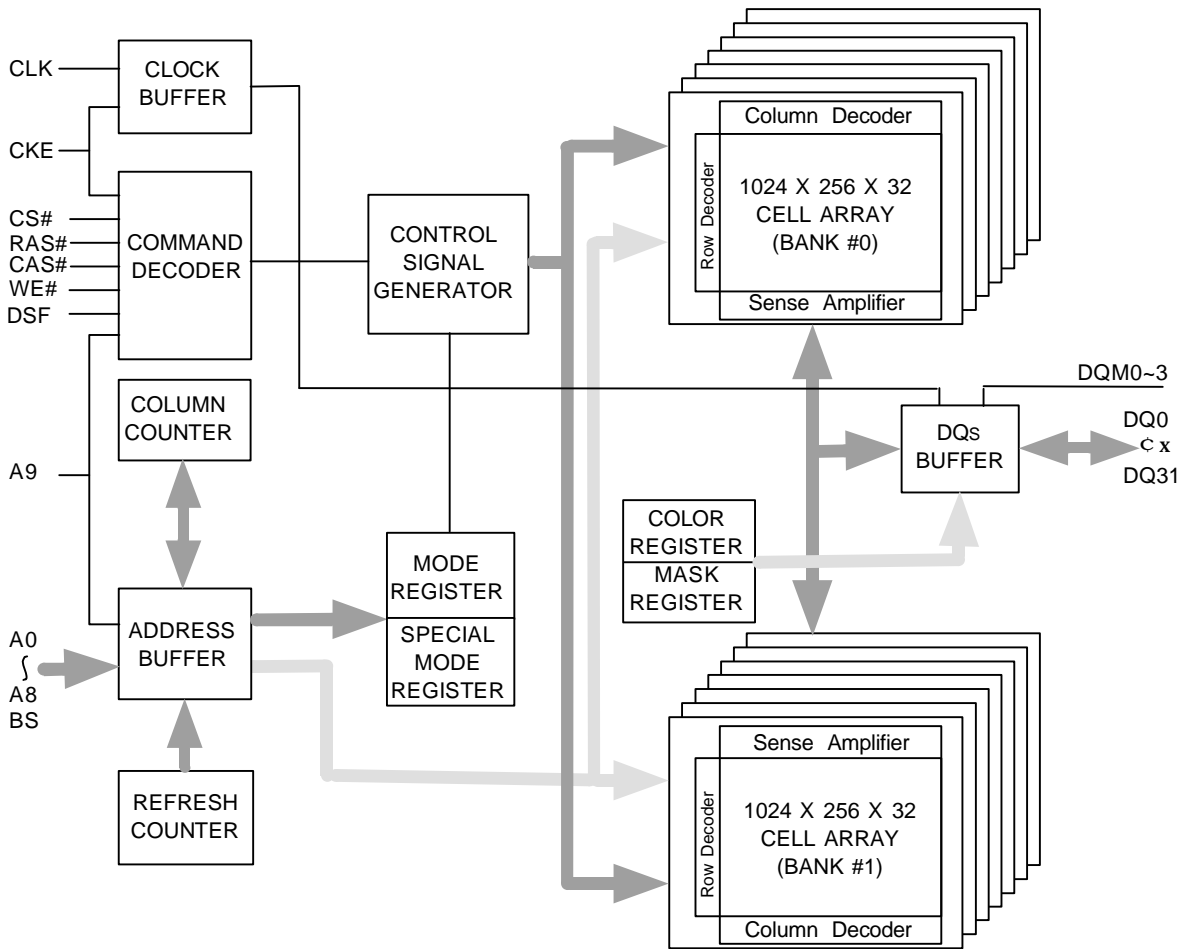 CLK
CKE
CS#
RAS#
CAS#
WE#
DSF
A9
A0
∫
A8
BS
CLOCK
BUFFER
COMMAND
DECODER
COLUMN
COUNTER
ADDRESS
BUFFER
REFRESH
COUNTER
CONTROL
SIGNAL
GENERATOR
MODE
REGISTER
SPECIAL
MODE
REGISTER
Column Decoder
Row Decoder
1024 X 256 X 32
CELL ARRAY
(BANK #0)
Sense Amplifier
DQM0~3
DQs
BUFFER
DQ0
¢ x
DQ31
COLOR
REGISTER
MASK
REGISTER
Sense Amplifier
Row Decoder
1024 X 256 X 32
CELL ARRAY
(BANK #1)
Column Decoder